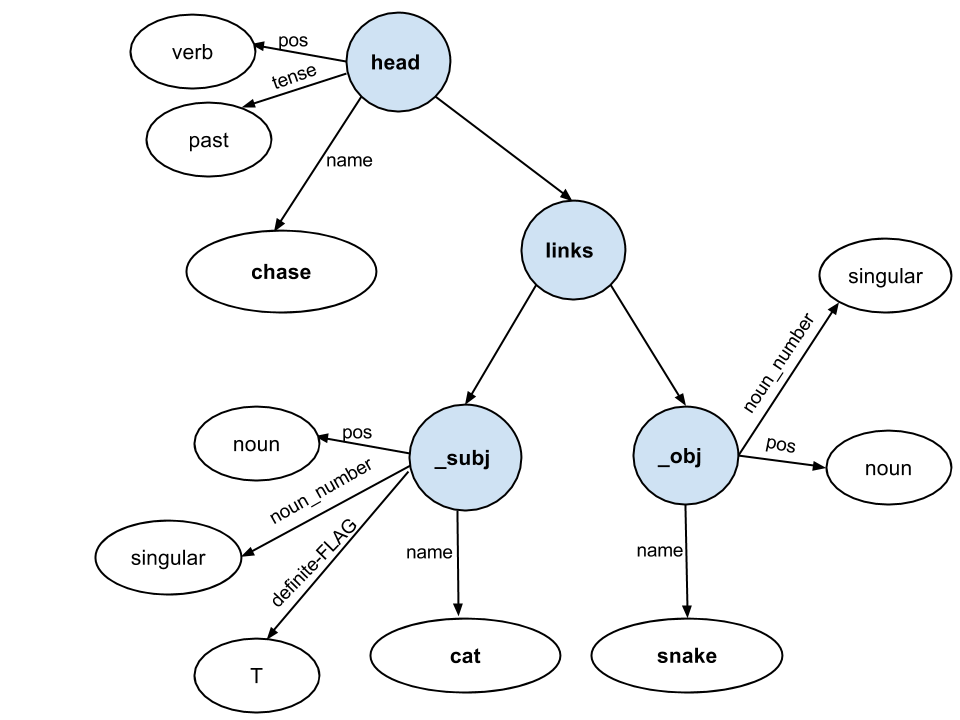 verb
pos
head
tense
past
name
chase
links
singular
noun_number
noun
pos
_subj
_obj
pos
noun
noun_number
singular
definite-FLAG
name
name
T
cat
snake